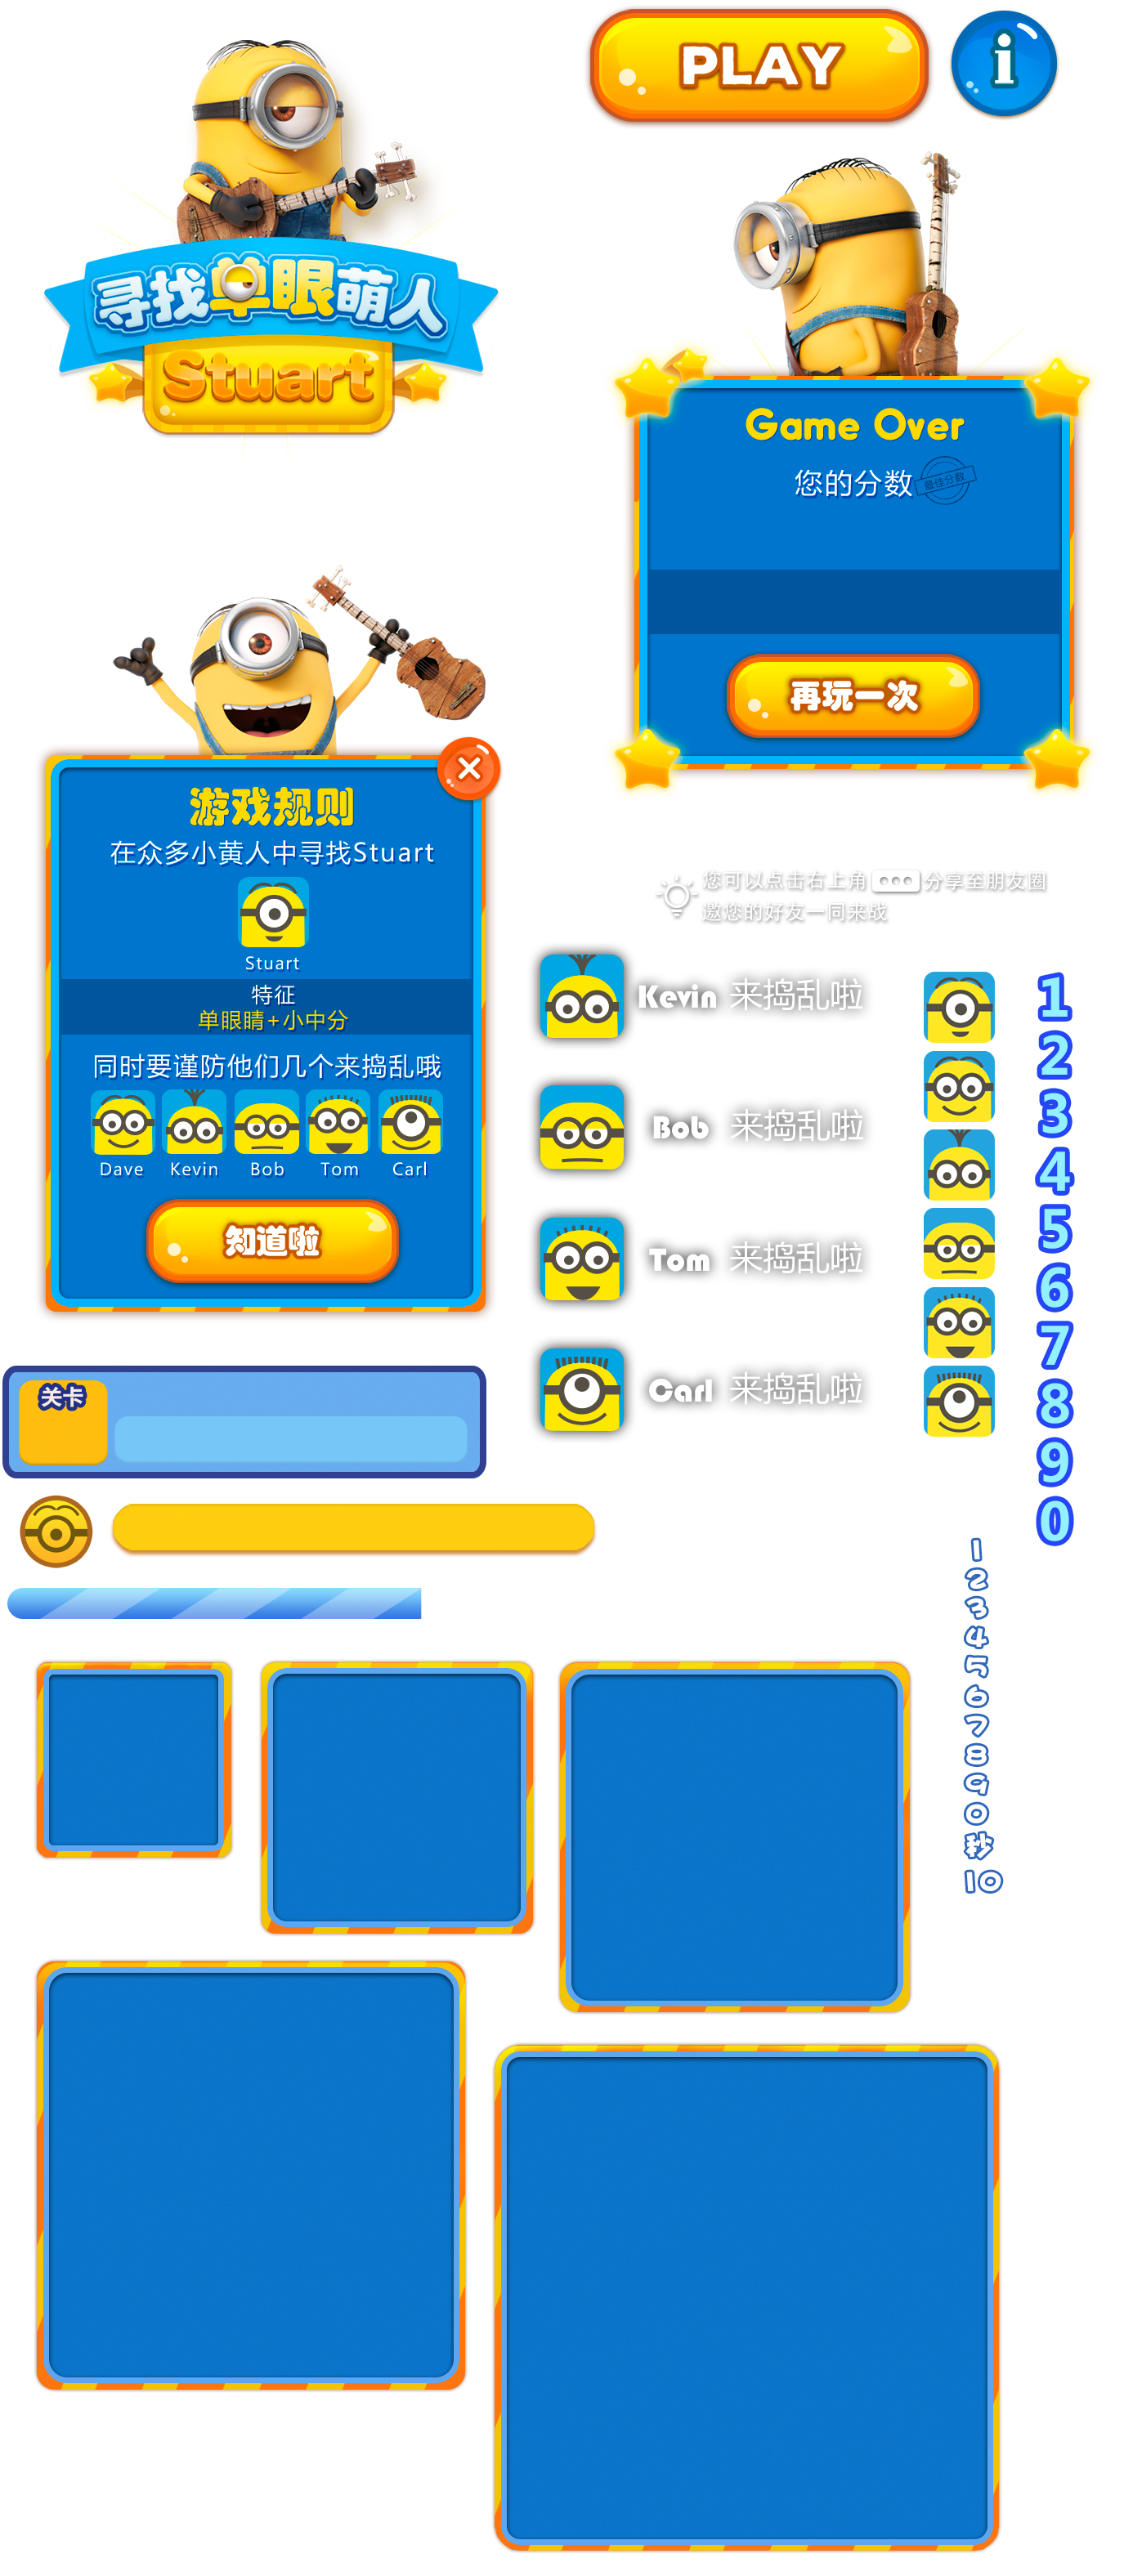 PLAY
i
寻找单眼萌人
Stuart
Game Over
您的分数
最佳分数
再玩一次
游戏规则
在众多小黄人中寻找Stuart
Stuart
特征
单眼睛+小中分
同时要谨防他们几个来捣乱哦
Dave Kevin Bob Tom Carl
知道啦
您可以点击右上角 分享至朋友圈
邀您的好友一同来战
Kevin 来捣乱啦
Bob 来捣乱啦
Tom 来捣乱啦
Carl 来捣乱啦
1
2
3
4
5
6
7
8
9
0
关卡
1
2
3
4
5
6
7
8
9
0
秒
10